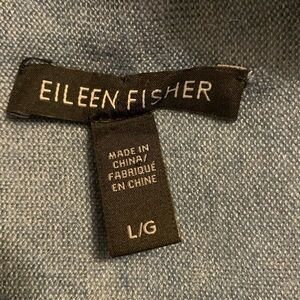 EILEEN FISHER
MADE IN
CHINA/
FABRIQUÉ
EN CHINE
L/G